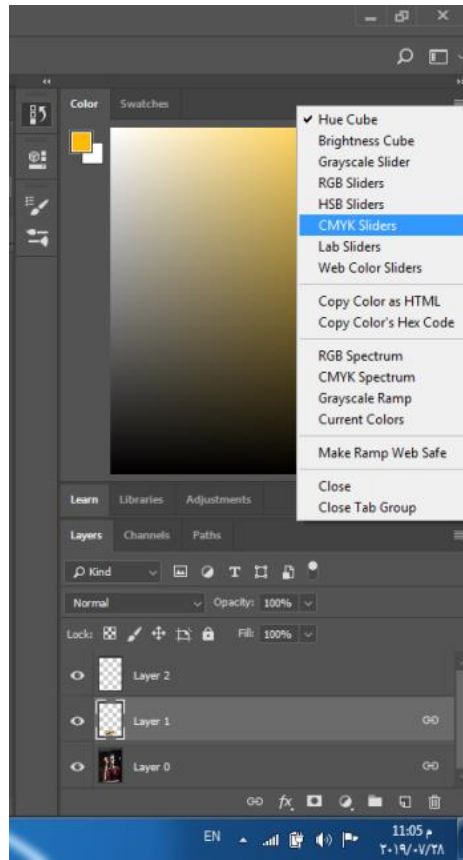 Color Swatches
Hue Cube
Brightness Cube
Grayscale Slider
RGB Sliders
HSB Sliders
CMYK Sliders
Lab Sliders
Web Color Sliders
Copy Color as HTML
Copy Color's Hex Code
RGB Spectrum
CMYK Spectrum
Grayscale Ramp
Current Colors
Make Ramp Web Safe
Close
Close Tab Group
Learn Libraries Adjustments
Layers Channels Paths
Kind
Normal Opacity: 100%
Lock: Fill: 100%
Layer 2
Layer 1
Layer 0
fx
EN 11:05 م
٢٠١٩/٠٧/٢٨